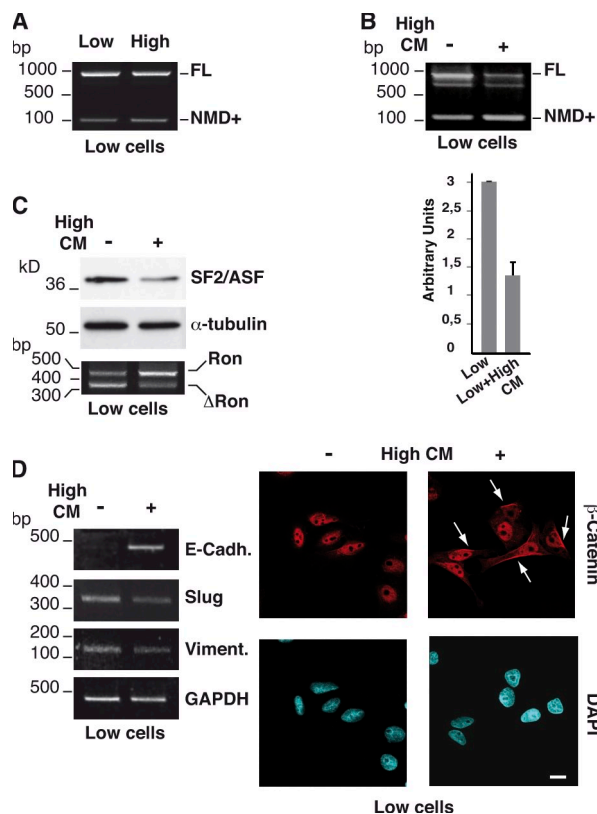 A
Low High
bp
1000
500
100
FL
NMD+
Low cells
B
High
CM - +
bp
1000
500
100
FL
NMD+
Low cells
Arbitrary Units
3
2,5
2
1,5
1
0,5
0
Low
Low+High
CM
C
High
CM - +
kD
36
SF2/ASF
50
α-tubulin
bp
500
400
300
Ron
ΔRon
Low cells
D
High
CM - +
bp
500
E-Cadh.
400
300
Slug
200
100
Viment.
500
GAPDH
Low cells
- High CM +
β-Catenin
DAPI
Low cells